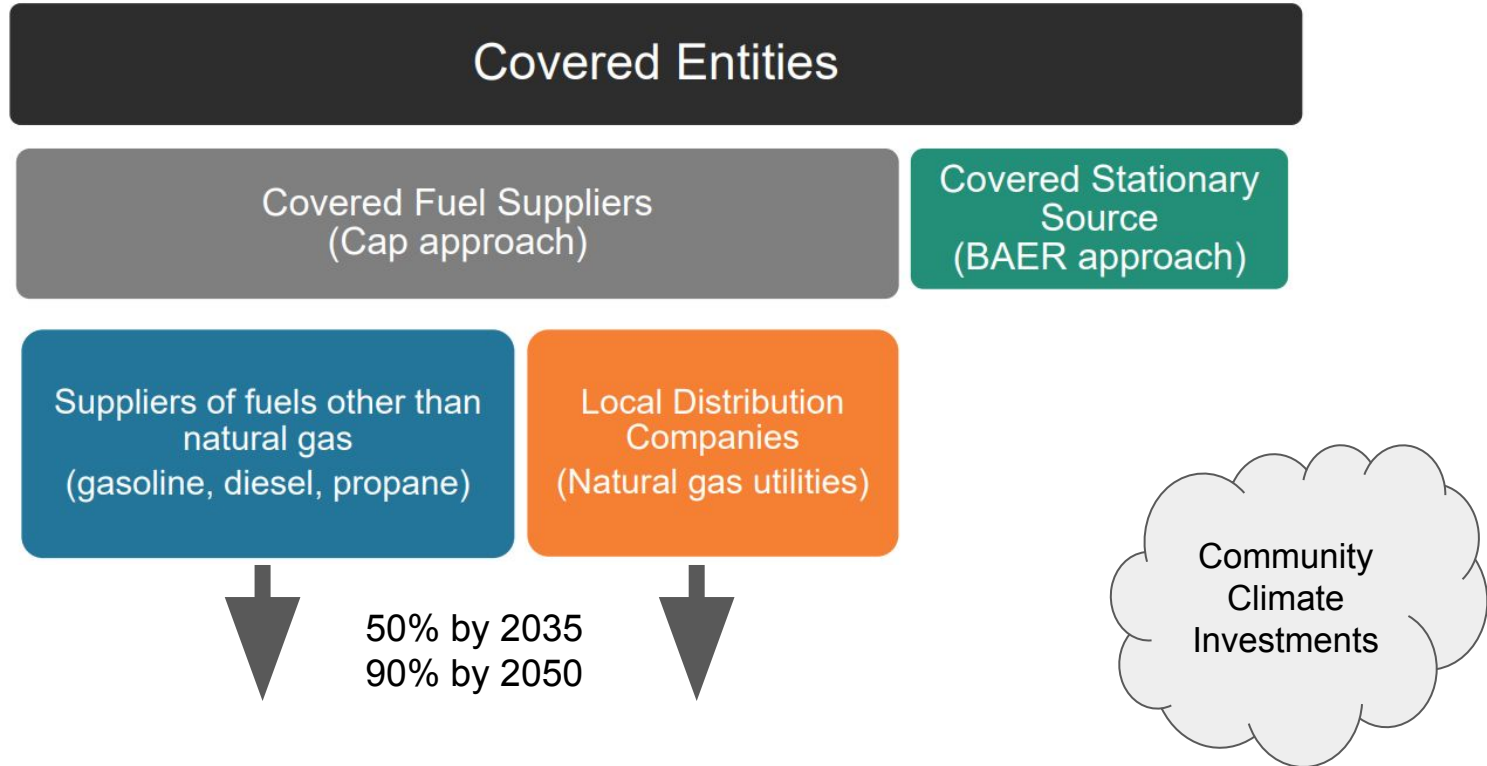 Covered Entities
Covered Fuel Suppliers
(Cap approach)
Covered Stationary
Source
(BAER approach)
Suppliers of fuels other than
natural gas
(gasoline, diesel, propane)
Local Distribution
Companies
(Natural gas utilities)
50% by 2035
90% by 2050
Community
Climate
Investments